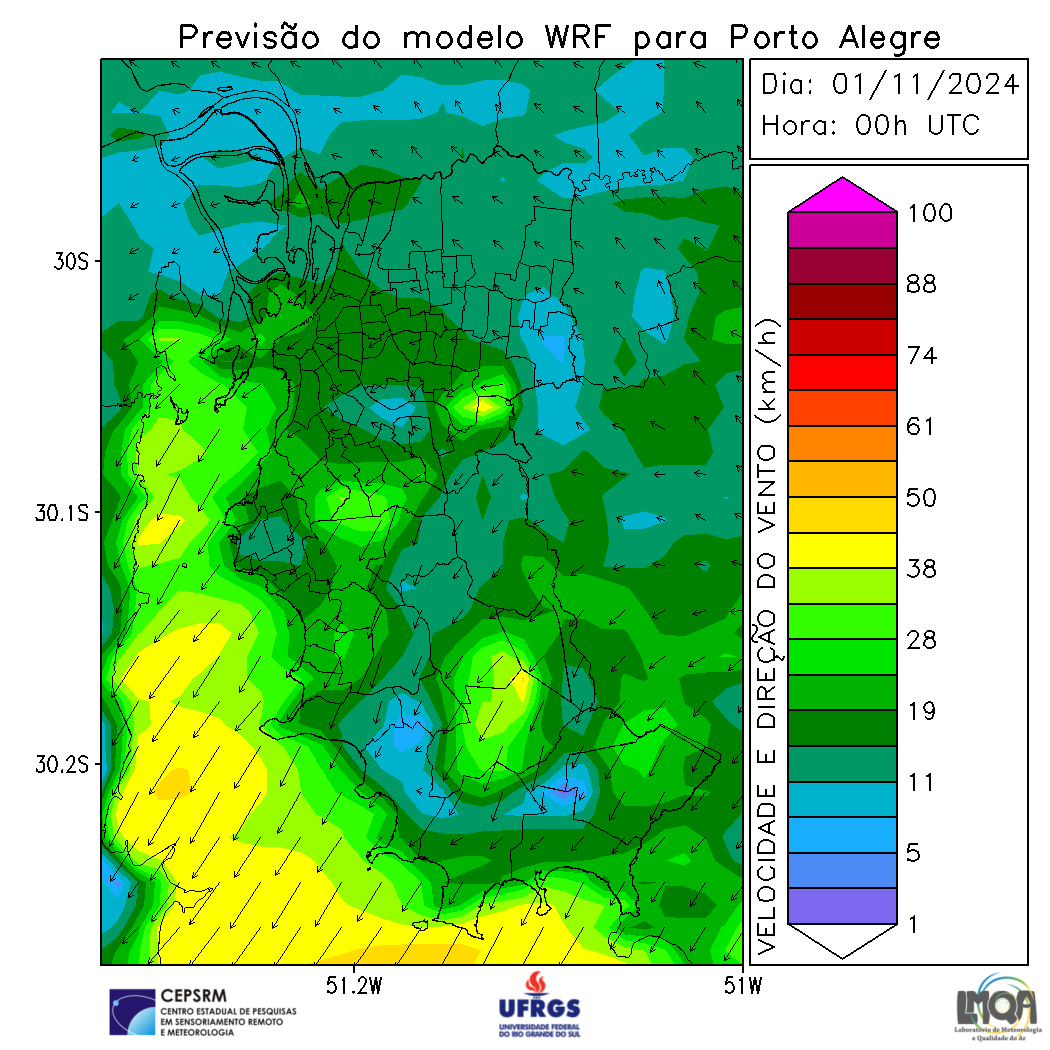 Previsão do modelo WRF para Porto Alegre
Dia: 01/11/2024
Hora: 00h UTC
30S
30.1S
30.2S
51.2W
51W
VELOCIDADE E DIREÇÃO DO VENTO (km/h)
100
88
74
61
50
38
28
19
11
5
1
CEPSRM
CENTRO ESTADUAL DE PESQUISAS
EM SENSORIAMENTO REMOTO
E METEOROLOGIA
UFRGS
UNIVERSIDADE FEDERAL
DO RIO GRANDE DO SUL
LMQA
Laboratório de Meteorologia
e Qualidade do Ar